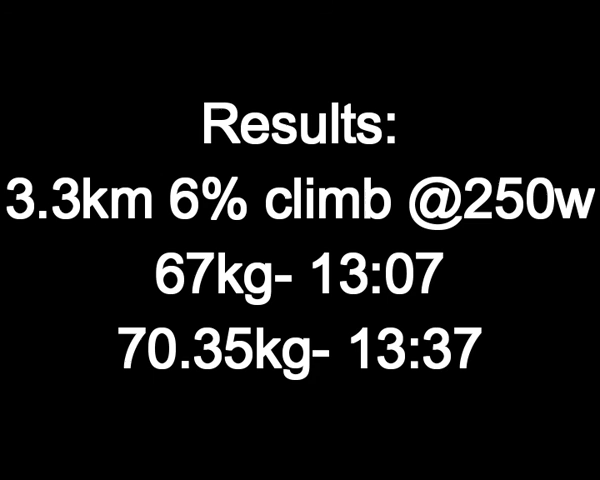 Results:
3.3km 6% climb @250w
67kg- 13:07
70.35kg- 13:37